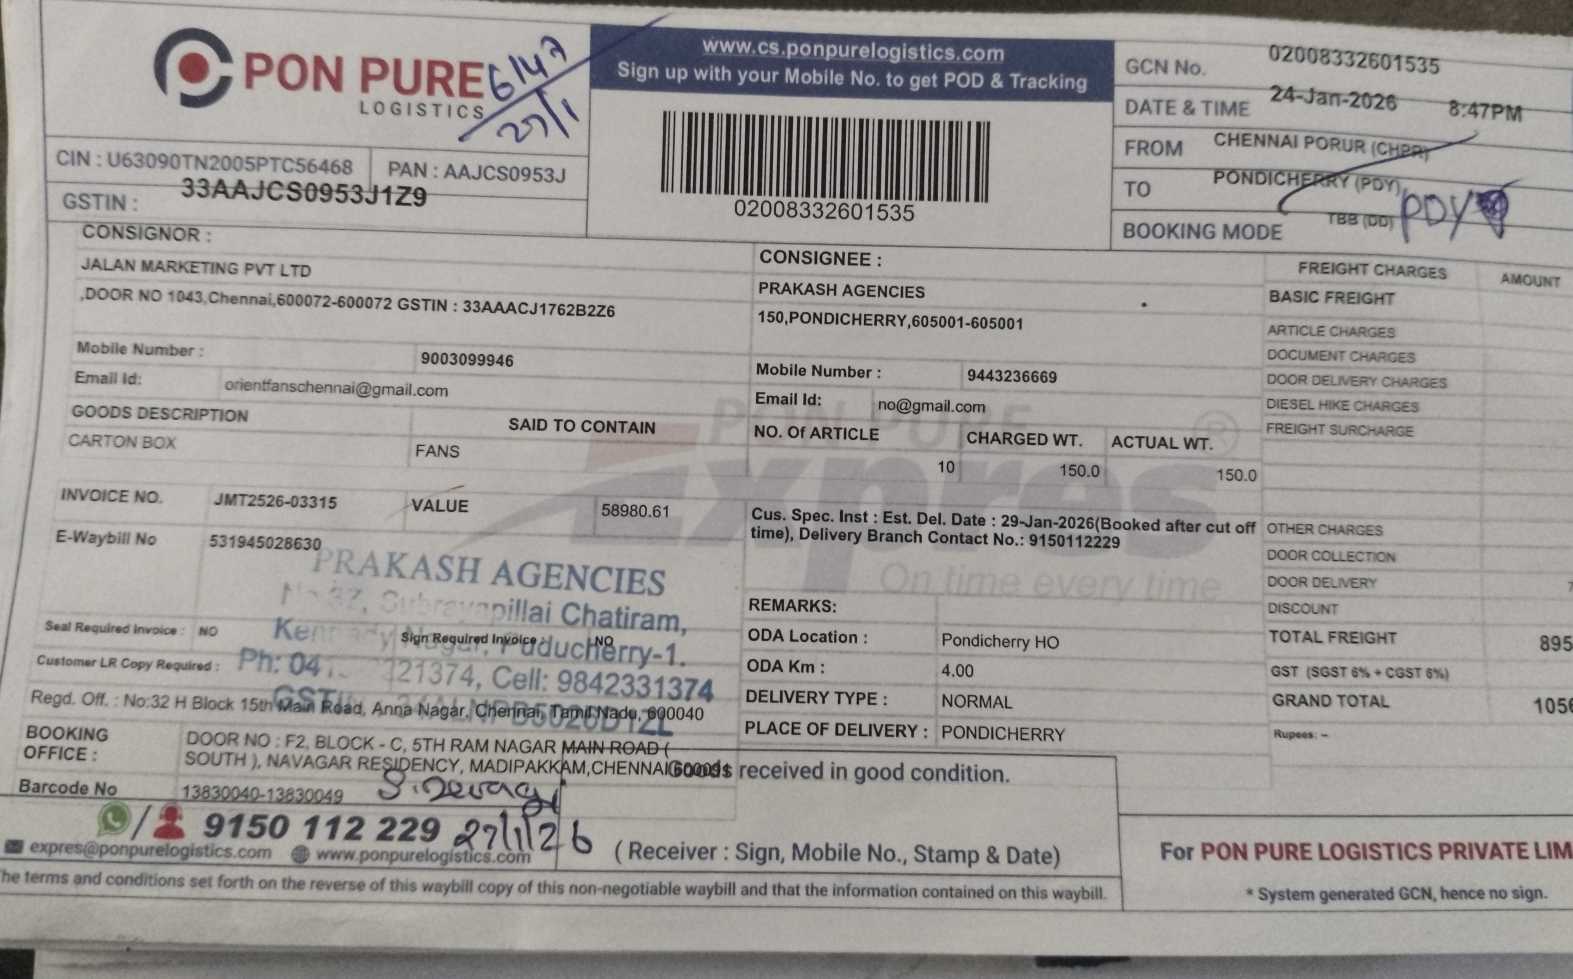 PON PURE
LOGISTICS
6147
27/1
www.cs.ponpurelogistics.com
Sign up with your Mobile No. to get POD & Tracking
02008332601535
GCN No. 02008332601535
DATE & TIME 24-Jan-2026 8:47PM
FROM CHENNAI PORUR (CHPR)
TO PONDICHERRY (PDY)
PDY
BOOKING MODE TBB (DD)
CIN : U63090TN2005PTC56468 PAN : AAJCS0953J
GSTIN : 33AAJCS0953J1Z9
CONSIGNOR :
JALAN MARKETING PVT LTD
,DOOR NO 1043,Chennai,600072-600072 GSTIN : 33AAACJ1762B2Z6
Mobile Number : 9003099946
Email Id: orientfanschennai@gmail.com
CONSIGNEE :
PRAKASH AGENCIES
150,PONDICHERRY,605001-605001
Mobile Number : 9443236669
Email Id: no@gmail.com
GOODS DESCRIPTION SAID TO CONTAIN NO. Of ARTICLE CHARGED WT. ACTUAL WT.
CARTON BOX FANS 10 150.0 150.0
INVOICE NO. JMT2526-03315 VALUE 58980.61
E-Waybill No 531945028630
Cus. Spec. Inst : Est. Del. Date : 29-Jan-2026(Booked after cut off
time), Delivery Branch Contact No.: 9150112229
PON PURE
Expres
On time every time
PRAKASH AGENCIES
Subrayapillai Chatiram,
Nagar, Puducherry-1.
Ph: 04 221374, Cell: 9842331374
Seal Required Invoice : NO Sign Required Invoice : NO
Customer LR Copy Required :
Regd. Off. : No:32 H Block 15th Main Road, Anna Nagar, Chennai, Tamil Nadu, 600040
BOOKING
OFFICE :
DOOR NO : F2, BLOCK - C, 5TH RAM NAGAR MAIN ROAD (
SOUTH ), NAVAGAR RESIDENCY, MADIPAKKAM,CHENNAI
Barcode No 13830040-13830049
REMARKS:
ODA Location : Pondicherry HO
ODA Km : 4.00
DELIVERY TYPE : NORMAL
PLACE OF DELIVERY : PONDICHERRY
Goods received in good condition.
27/1/26
(Receiver : Sign, Mobile No., Stamp & Date)
FREIGHT CHARGES AMOUNT
BASIC FREIGHT
ARTICLE CHARGES
DOCUMENT CHARGES
DOOR DELIVERY CHARGES
DIESEL HIKE CHARGES
FREIGHT SURCHARGE
OTHER CHARGES
DOOR COLLECTION
DOOR DELIVERY
DISCOUNT
TOTAL FREIGHT 895
GST (SGST 6% + CGST 6%)
GRAND TOTAL 105
Rupees: –
/ 9150 112 229
expres@ponpurelogistics.com www.ponpurelogistics.com
he terms and conditions set forth on the reverse of this waybill copy of this non-negotiable waybill and that the information contained on this waybill.
For PON PURE LOGISTICS PRIVATE LIM
* System generated GCN, hence no sign.